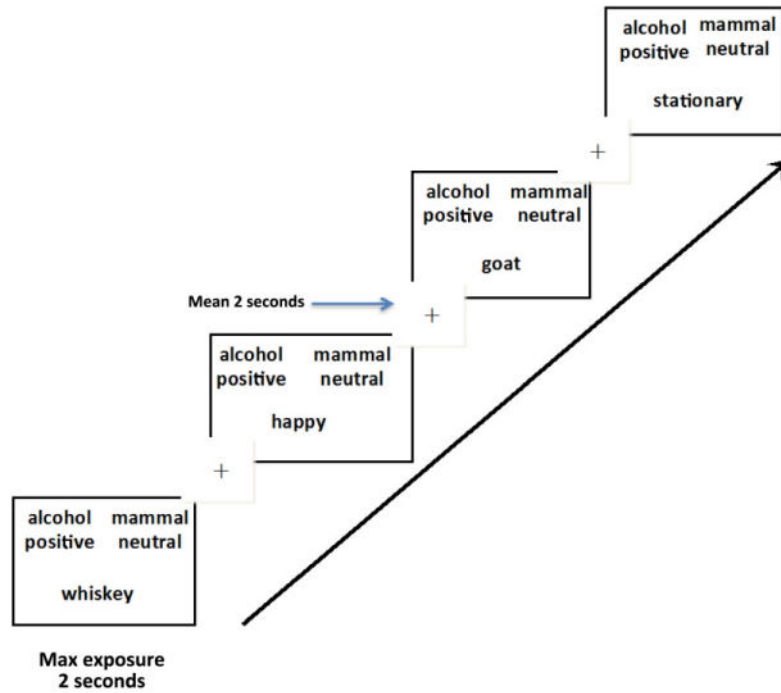 alcohol mammal
positive neutral
stationary
+
alcohol mammal
positive neutral
goat
Mean 2 seconds
+
alcohol mammal
positive neutral
happy
+
alcohol mammal
positive neutral
whiskey
Max exposure
2 seconds